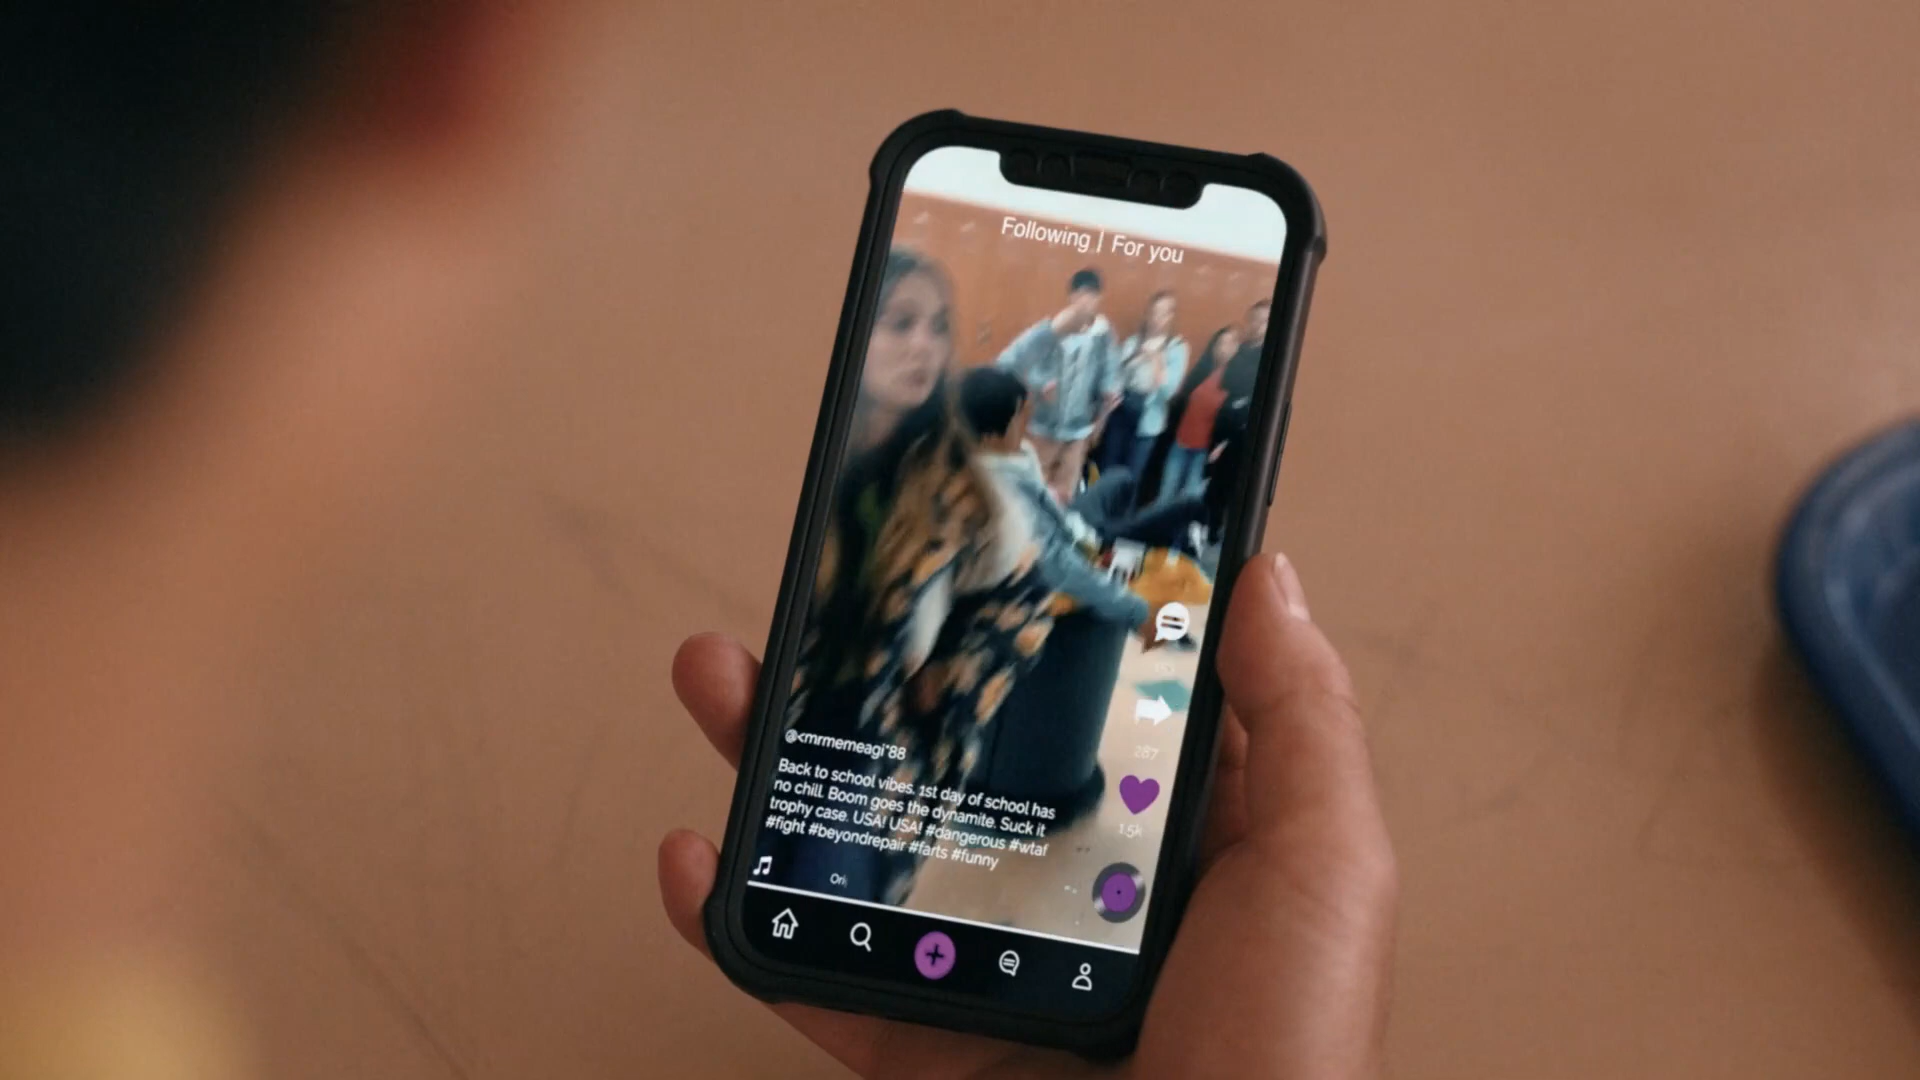 Following | For you
287
1.5k
@<mrmemeagi*88
Back to school vibes. 1st day of school has
no chill. Boom goes the dynamite. Suck it
trophy case. USA! USA! #dangerous #wtaf
#fight #beyondrepair #farts #funny
Ori